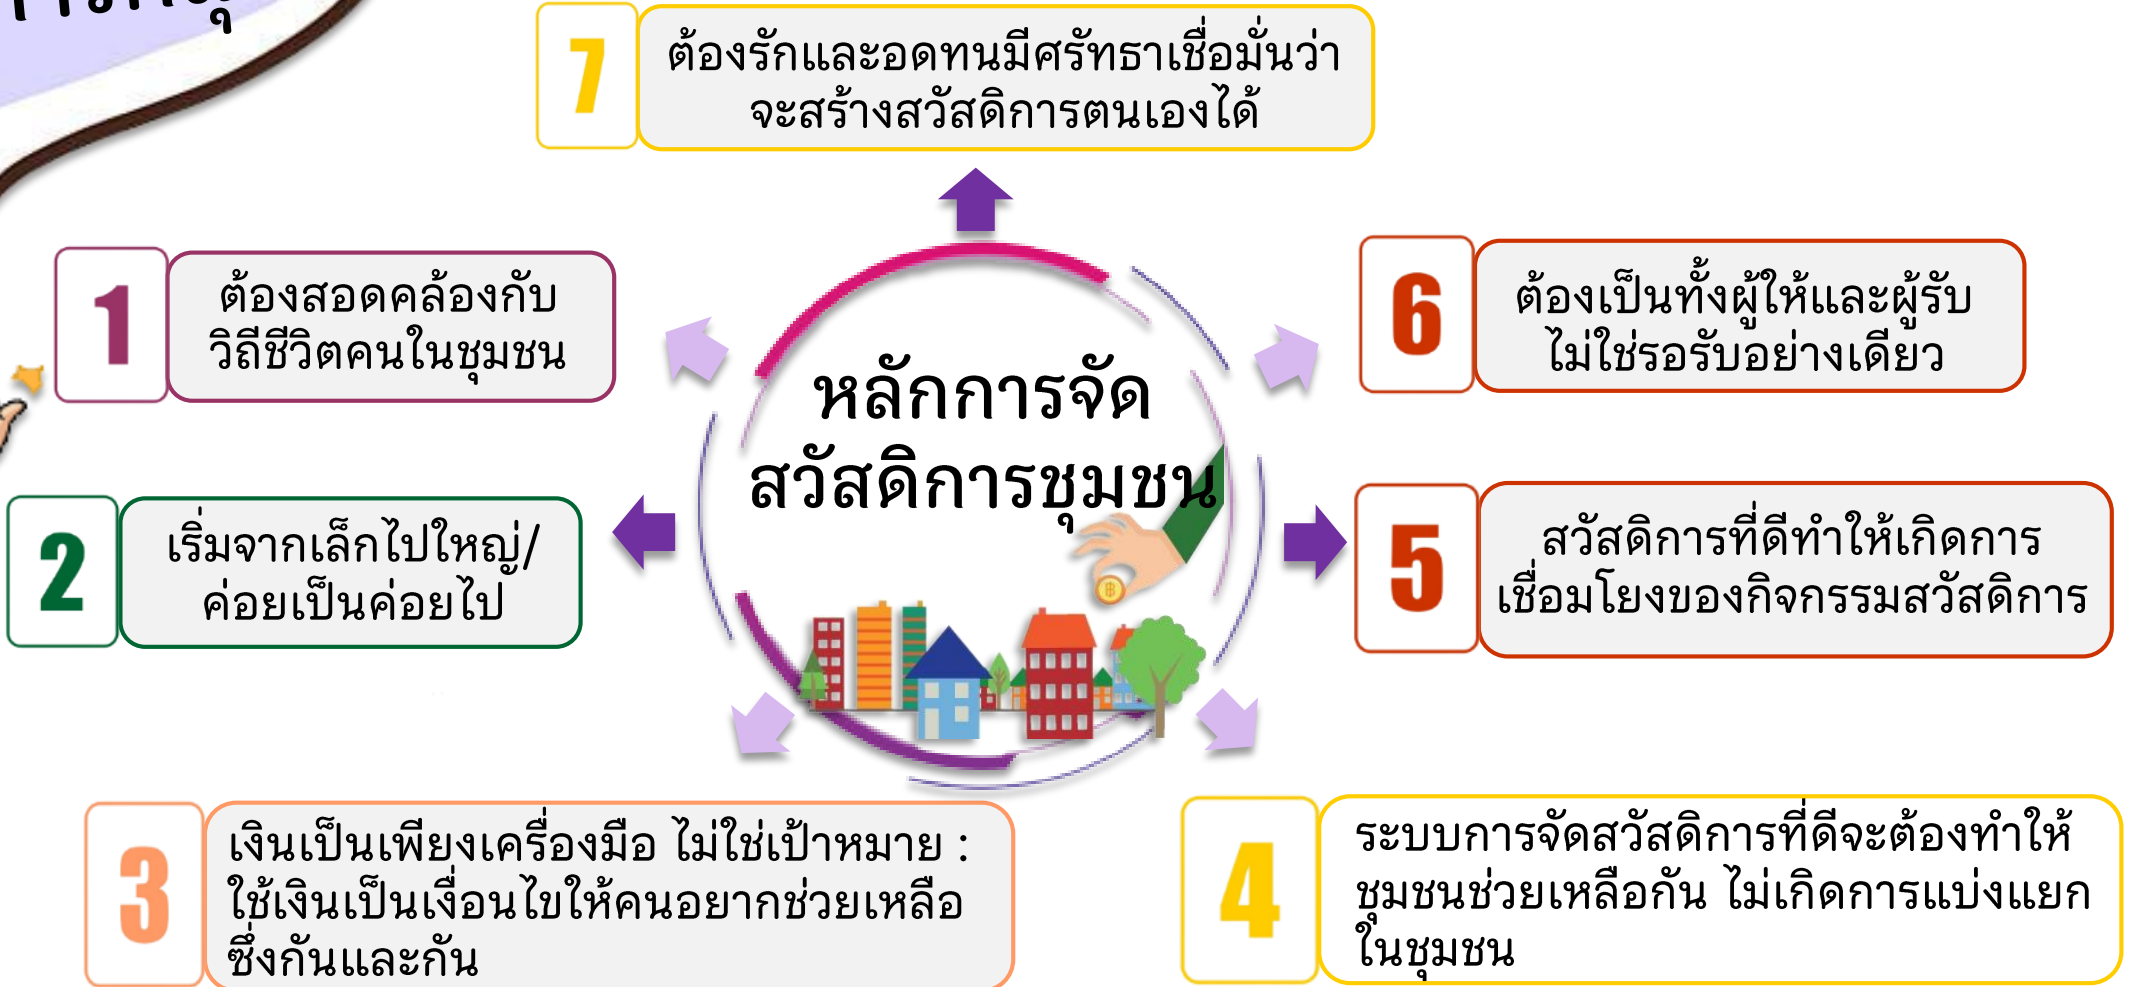 หลักการจัด
สวัสดิการชุมชน
1
ต้องสอดคล้องกับ
วิถีชีวิตคนในชุมชน
2
เริ่มจากเล็กไปใหญ่/
ค่อยเป็นค่อยไป
3
เงินเป็นเพียงเครื่องมือ ไม่ใช่เป้าหมาย :
ใช้เงินเป็นเงื่อนไขให้คนอยากช่วยเหลือ
ซึ่งกันและกัน
4
ระบบการจัดสวัสดิการที่ดีจะต้องทำให้
ชุมชนช่วยเหลือกัน ไม่เกิดการแบ่งแยก
ในชุมชน
5
สวัสดิการที่ดีทำให้เกิดการ
เชื่อมโยงของกิจกรรมสวัสดิการ
6
ต้องเป็นทั้งผู้ให้และผู้รับ
ไม่ใช่รอรับอย่างเดียว
7
ต้องรักและอดทนมีศรัทธาเชื่อมั่นว่า
จะสร้างสวัสดิการตนเองได้